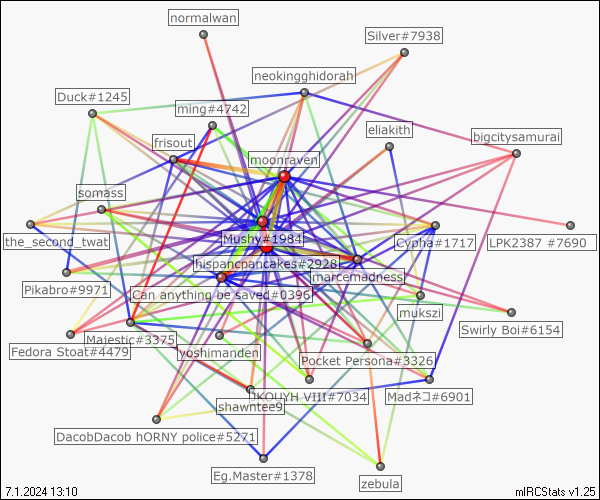 normalwan
Silver#7938
neokingghidorah
Duck#1245
ming#4742
eliakith
bigcitysamurai
frisout
moonraven
somass
Mushy#1984
the_second_twat
Cypha#1717
LPK2387 #7690
hispancpancakes#2928
marcemadness
Pikabro#9971
Can anything be saved#0396
mukszi
Swirly Boi#6154
Majestic#3375
Fedora Stoat#4479
yoshimanden
Pocket Persona#3326
KOUYH VIII#7034
Madネコ#6901
shawntee9
DacobDacob hORNY police#5271
Eg.Master#1378
zebula
7.1.2024 13:10
mIRCStats v1.25